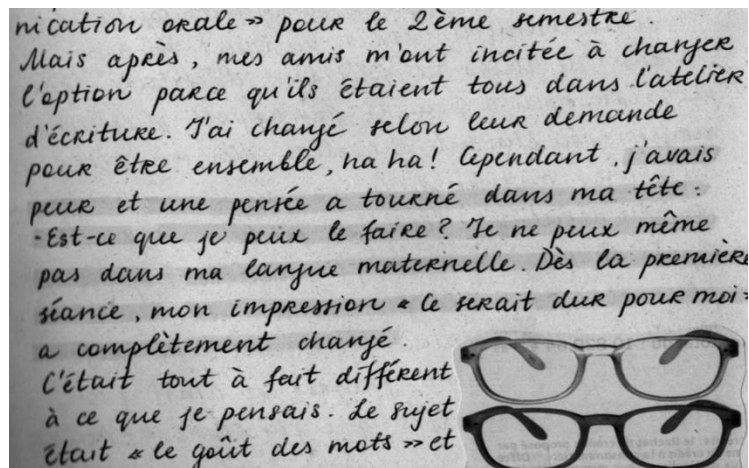 nication orale » pour le 2ème semestre.
Mais après, mes amis m'ont incitée à changer
l'option parce qu'ils étaient tous dans l'atelier
d'écriture. J'ai changé selon leur demande
pour être ensemble, ha ha! Cependant, j'avais
peur et une pensée a tourné dans ma tête :
-Est-ce que je peux le faire ? Je ne peux même
pas dans ma langue maternelle. Dès la première
séance, mon impression « Ce serait dur pour moi »
a complètement changé.
C'était tout à fait différent
à ce que je pensais. Le sujet
était « le goût des mots » et